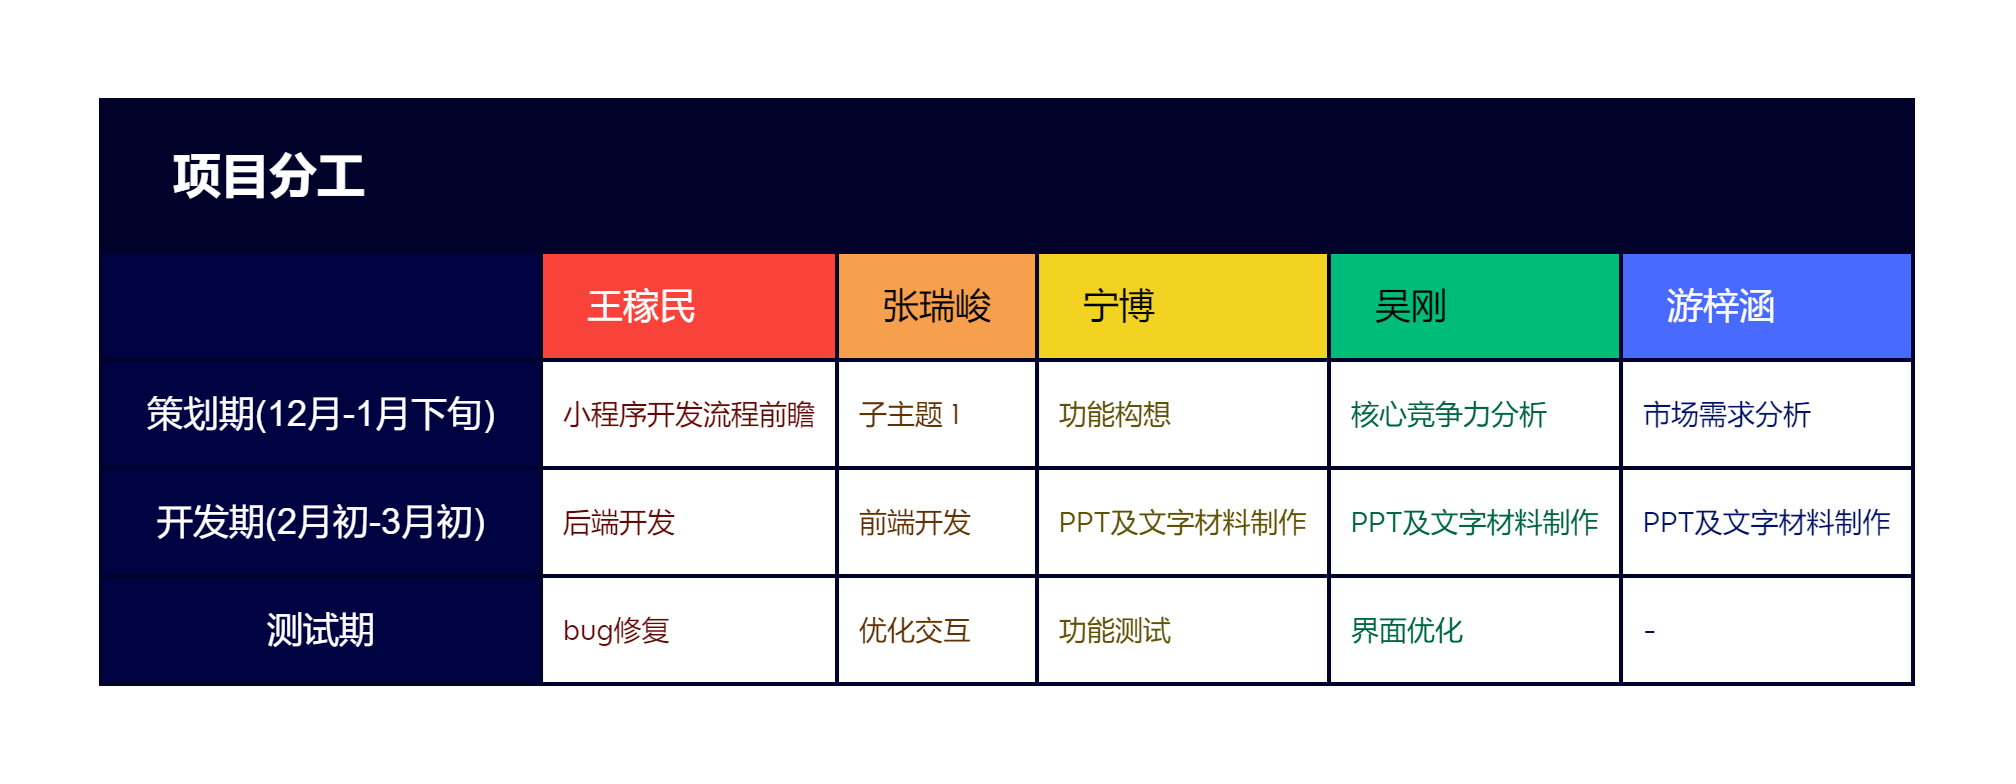 项目分工
王稼民 张瑞峻 宁博 吴刚 游梓涵
策划期(12月-1月下旬) 小程序开发流程前瞻 子主题 1 功能构想 核心竞争力分析 市场需求分析
开发期(2月初-3月初) 后端开发 前端开发 PPT及文字材料制作 PPT及文字材料制作 PPT及文字材料制作
测试期 bug修复 优化交互 功能测试 界面优化 -